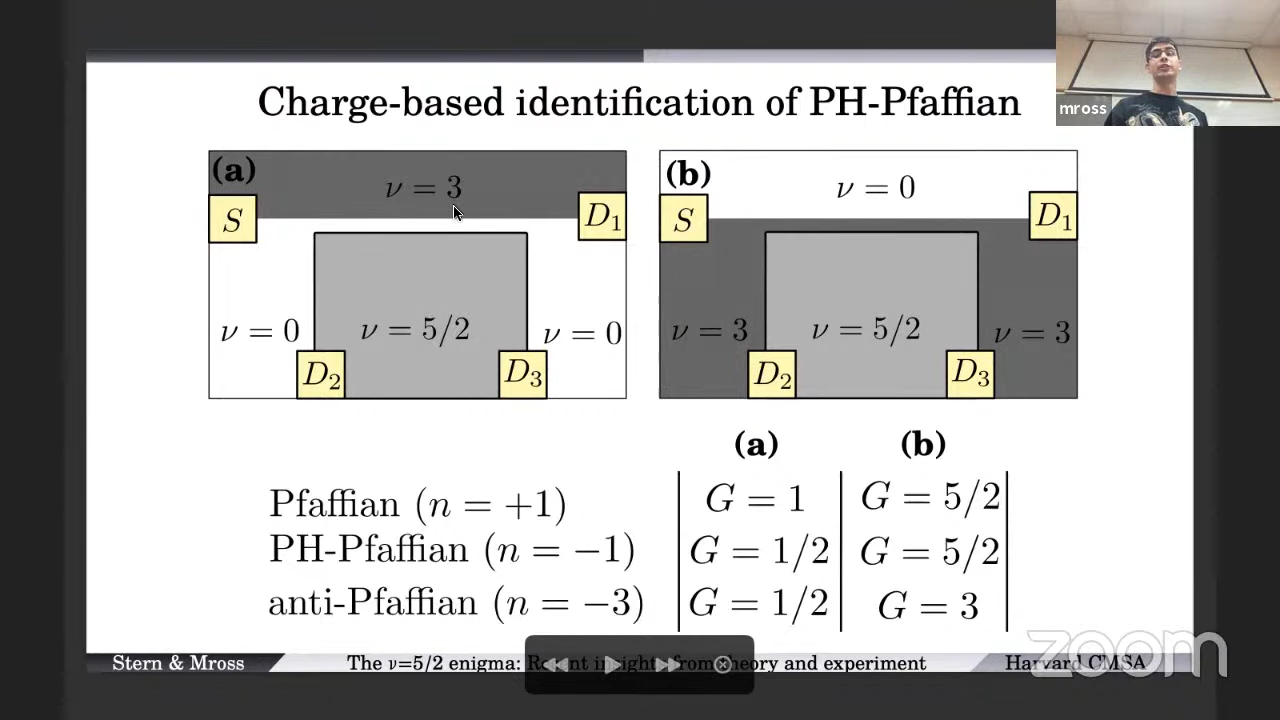 Charge-based identification of PH-Pfaffian
mross
(a)
ν = 3
S
D₁
ν = 0
ν = 5/2
ν = 0
D₂
D₃
(b)
ν = 0
S
D₁
ν = 3
ν = 5/2
ν = 3
D₂
D₃
(a) (b)
Pfaffian (n = +1) G = 1 G = 5/2
PH-Pfaffian (n = −1) G = 1/2 G = 5/2
anti-Pfaffian (n = −3) G = 1/2 G = 3
Stern & Mross The ν=5/2 enigma: insights from theory and experiment Harvard CMSA
zoom